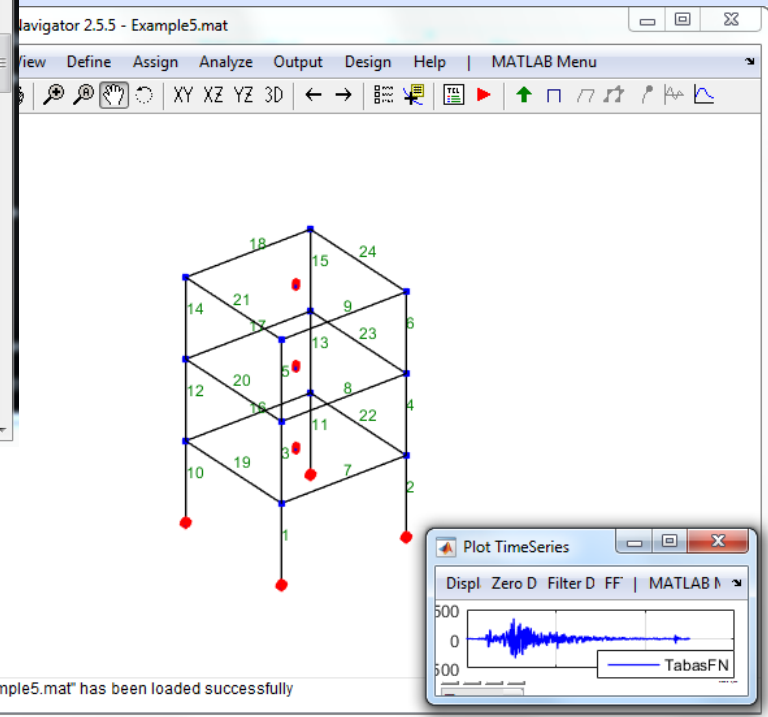 Navigator 2.5.5 - Example5.mat
View Define Assign Analyze Output Design Help | MATLAB Menu
XY XZ YZ 3D TCL
18 24
15
14 21 9 6
17 23
13
5
12 20 8 4
16 22
11
10 19 3 7 2
1
Plot TimeSeries
Displ Zero D Filter D FF | MATLAB M
500
0
500
TabasFN
mple5.mat" has been loaded successfully